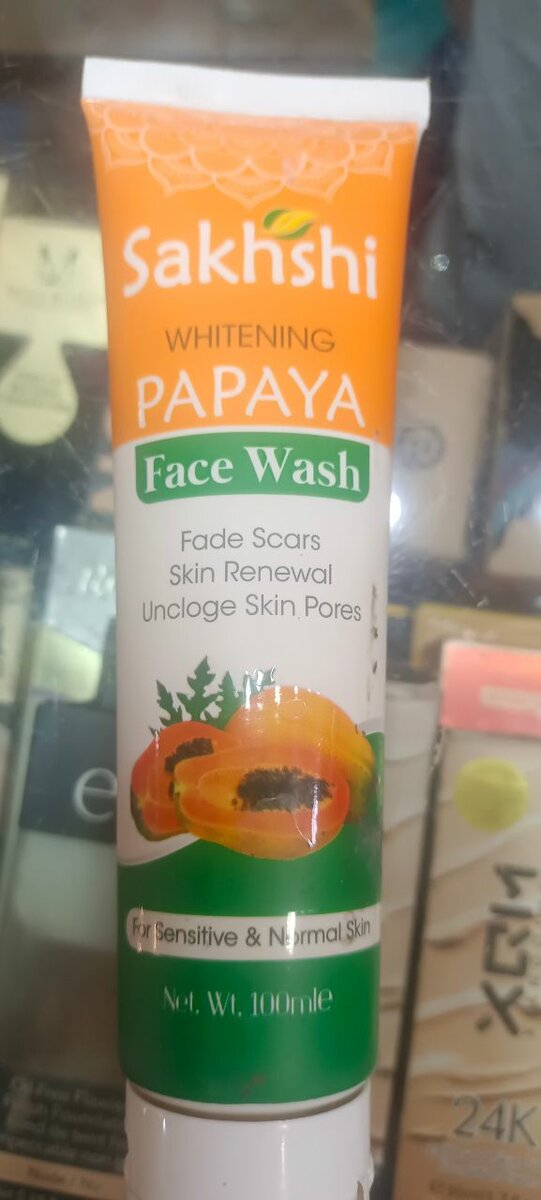 Sakhshi
WHITENING
PAPAYA
Face Wash
Fade Scars
Skin Renewal
Uncloge Skin Pores
For Sensitive & Normal Skin
Net. Wt. 100mle
e
XQM
24K